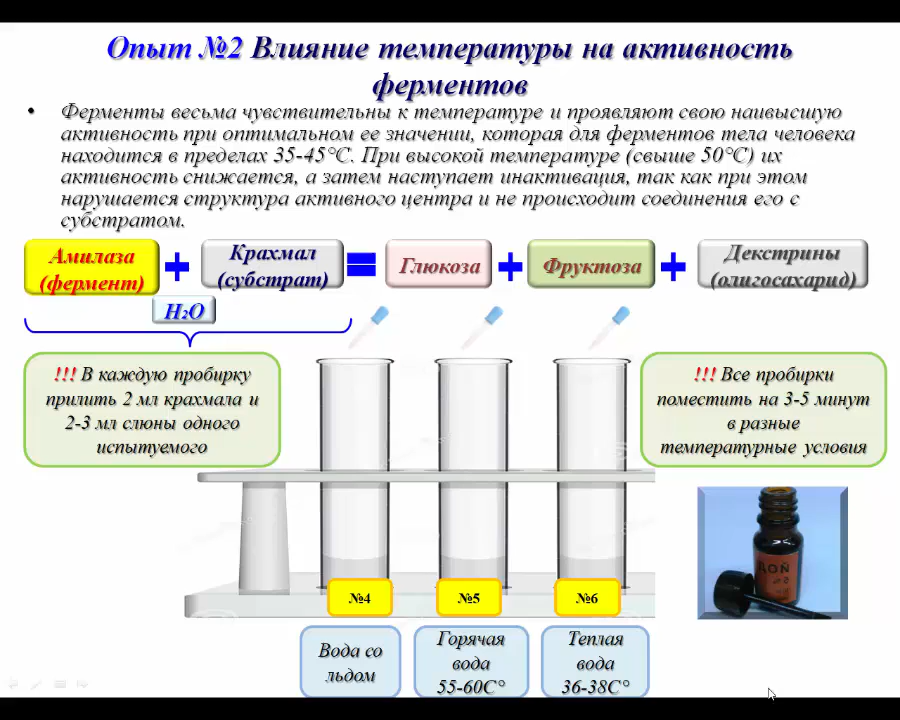 Опыт №2 Влияние температуры на активность
ферментов
• Ферменты весьма чувствительны к температуре и проявляют свою наивысшую
активность при оптимальном ее значении, которая для ферментов тела человека
находится в пределах 35-45°С. При высокой температуре (свыше 50°С) их
активность снижается, а затем наступает инактивация, так как при этом
нарушается структура активного центра и не происходит соединения его с
субстратом.
Амилаза
(фермент)
+
Крахмал
(субстрат)
=
Глюкоза
+
Фруктоза
+
Декстрины
(олигосахарид)
H₂O
!!! В каждую пробирку
прилить 2 мл крахмала и
2-3 мл слюны одного
испытуемого
!!! Все пробирки
поместить на 3-5 минут
в разные
температурные условия
№4
№5
№6
Вода со
льдом
Горячая
вода
55-60С°
Теплая
вода
36-38С°